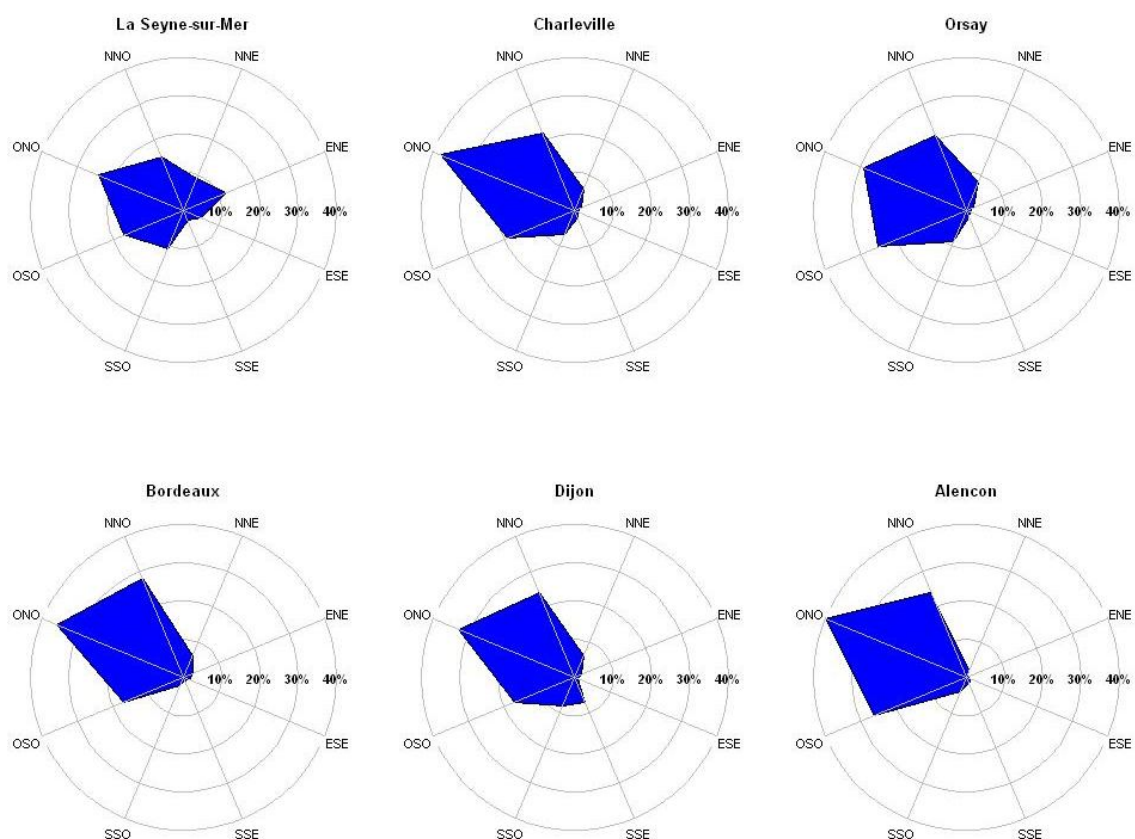 La Seyne-sur-Mer
NNO NNE
ONO ENE
10% 20% 30% 40%
OSO ESE
SSO SSE
Charleville
NNO NNE
ONO ENE
10% 20% 30% 40%
OSO ESE
SSO SSE
Orsay
NNO NNE
ONO ENE
10% 20% 30% 40%
OSO ESE
SSO SSE
Bordeaux
NNO NNE
ONO ENE
10% 20% 30% 40%
OSO ESE
SSO SSE
Dijon
NNO NNE
ONO ENE
10% 20% 30% 40%
OSO ESE
SSO SSE
Alencon
NNO NNE
ONO ENE
10% 20% 30% 40%
OSO ESE
SSO SSE